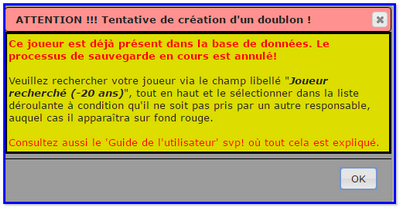 ATTENTION !!! Tentative de création d'un doublon !
Ce joueur est déjà présent dans la base de données. Le
processus de sauvegarde en cours est annulé!
Veuillez rechercher votre joueur via le champ libellé "Joueur
recherché (-20 ans)", tout en haut et le sélectionner dans la liste
déroulante à condition qu'il ne soit pas pris par un autre responsable,
auquel cas il apparaîtra sur fond rouge.
Consultez aussi le 'Guide de l'utilisateur' svp! où tout cela est expliqué.
OK